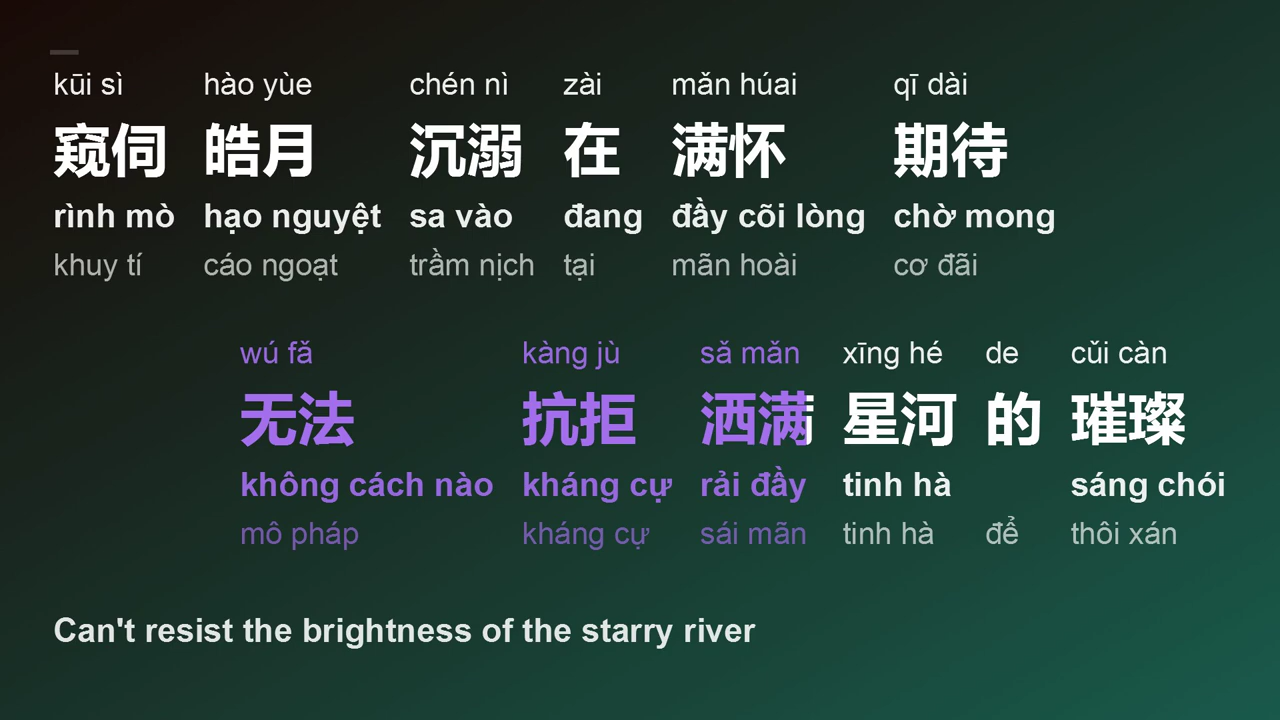 kūi sì hào yùe chén nì zài mǎn húai qī dài
窥伺 皓月 沉溺 在 满怀 期待
rình mò hạo nguyệt sa vào đang đầy cõi lòng chờ mong
khuy tí cáo ngoạt trầm nịch tại mãn hoài cơ đãi
wú fǎ kàng jù sǎ mǎn xīng hé de cǔi càn
无法 抗拒 洒满 星河 的 璀璨
không cách nào kháng cự rải đầy tinh hà sáng chói
mô pháp kháng cự sái mãn tinh hà để thôi xán
Can't resist the brightness of the starry river